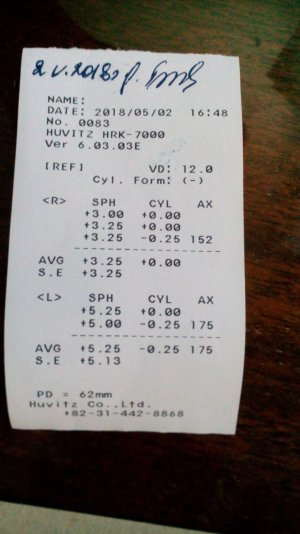 2.V.2018
NAME:
DATE: 2018/05/02 16:48
No. 0083
HUVITZ HRK-7000
Ver 6.03.03E
[REF] VD: 12.0
Cyl. Form: (-)
<R> SPH CYL AX
+3.00 +0.00
+3.25 +0.00
+3.25 -0.25 152
AVG +3.25 +0.00
S.E +3.25
<L> SPH CYL AX
+5.25 +0.00
+5.00 -0.25 175
AVG +5.25 -0.25 175
S.E +5.13
PD = 62mm
Huvitz Co.,Ltd.
+82-31-442-8868